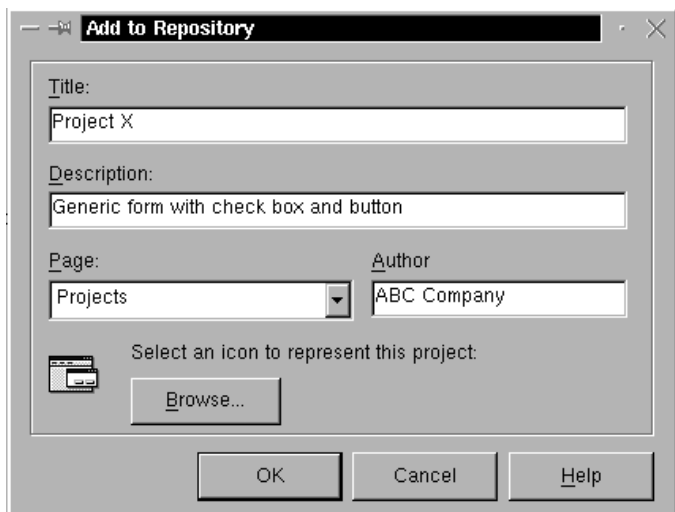 Add to Repository
Title:
Project X
Description:
Generic form with check box and button
Page:
Author
Projects
ABC Company
Select an icon to represent this project:
Browse...
OK
Cancel
Help